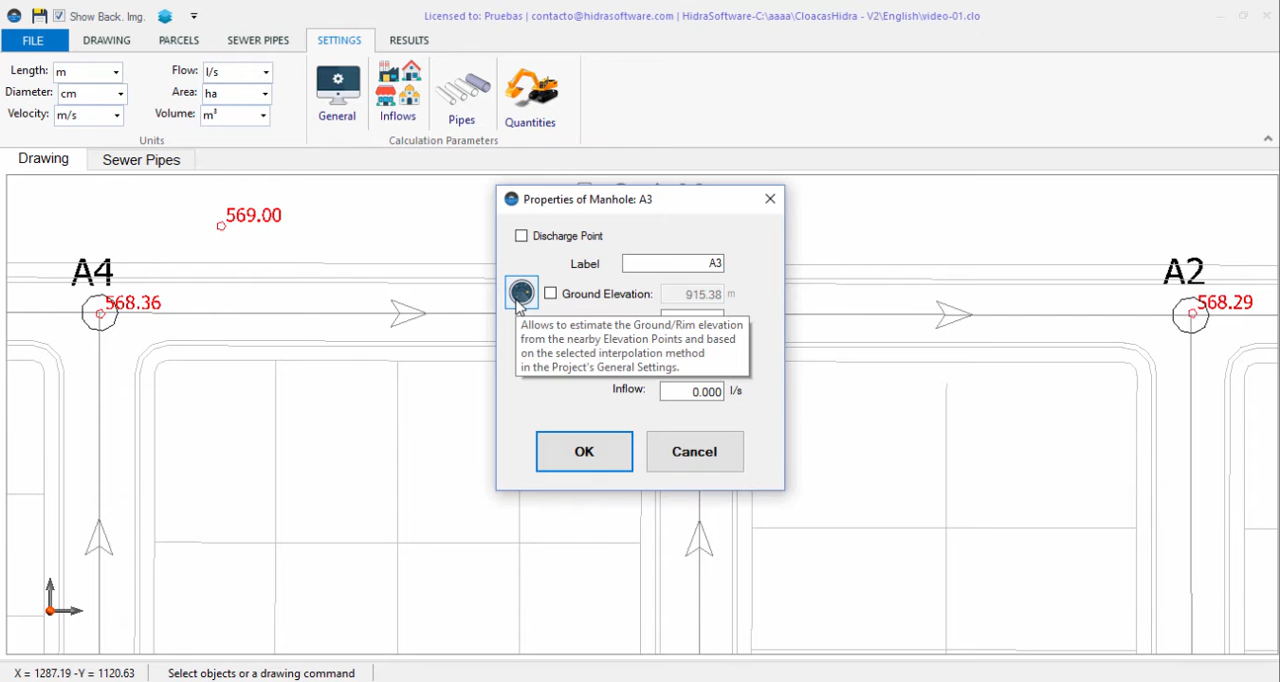 Show Back. Img.
Licensed to: Pruebas | contacto@hidrasoftware.com | HidraSoftware-C:\aaaa\CloacasHidra - V2\English\video-01.clo
FILE DRAWING PARCELS SEWER PIPES SETTINGS RESULTS
Length: m Flow: l/s
Diameter: cm Area: ha
Velocity: m/s Volume: m³
General Inflows Pipes Quantities
Units Calculation Parameters
Drawing Sewer Pipes
Properties of Manhole: A3
569.00
Discharge Point
Label A3
A4 A2
Ground Elevation: 915.38 m
568.36 568.29
Allows to estimate the Ground/Rim elevation
from the nearby Elevation Points and based
on the selected interpolation method
in the Project's General Settings.
Inflow: 0.000 l/s
OK Cancel
X = 1287.19 -Y = 1120.63 Select objects or a drawing command